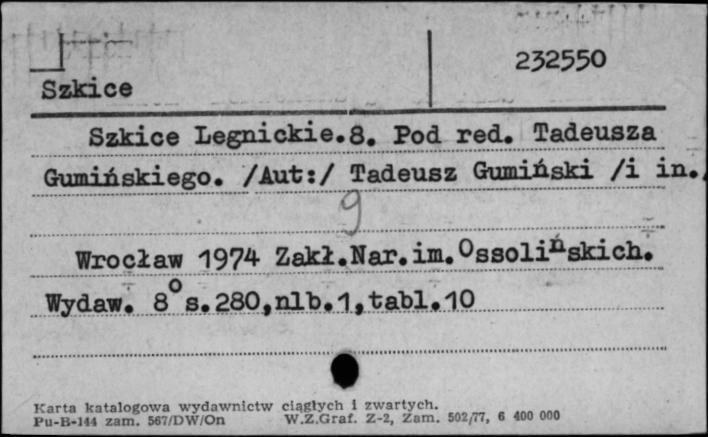 232550
Szkice
Szkice Legnickie.8. Pod red. Tadeusza
Gumińskiego. /Aut:/ Tadeusz Gumiński /i in./
9
Wrocław 1974 Zakł.Nar.im.Ossolińskich.
Wydaw. 8° s.280,nlb.1,tabl.10
Karta katalogowa wydawnictw ciągłych i zwartych.
Pu-B-144 zam. 567/DW/On W.Z.Graf. Z-2, Zam. 502/77, 6 400 000